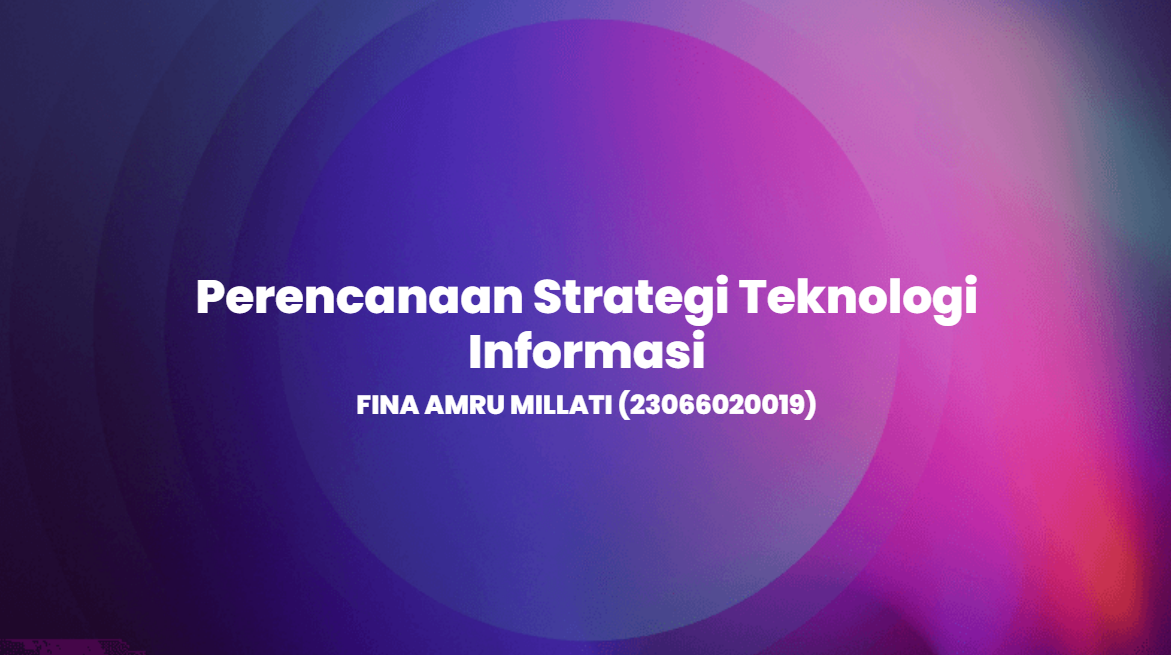 Perencanaan Strategi Teknologi
Informasi
FINA AMRU MILLATI (23066020019)